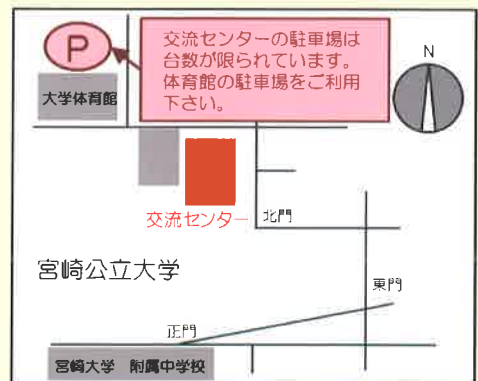 P
交流センターの駐車場は
台数が限られています。
体育館の駐車場をご利用
下さい。
N
大学体育館
交流センター
北門
宮崎公立大学
東門
正門
宮崎大学 附属中学校